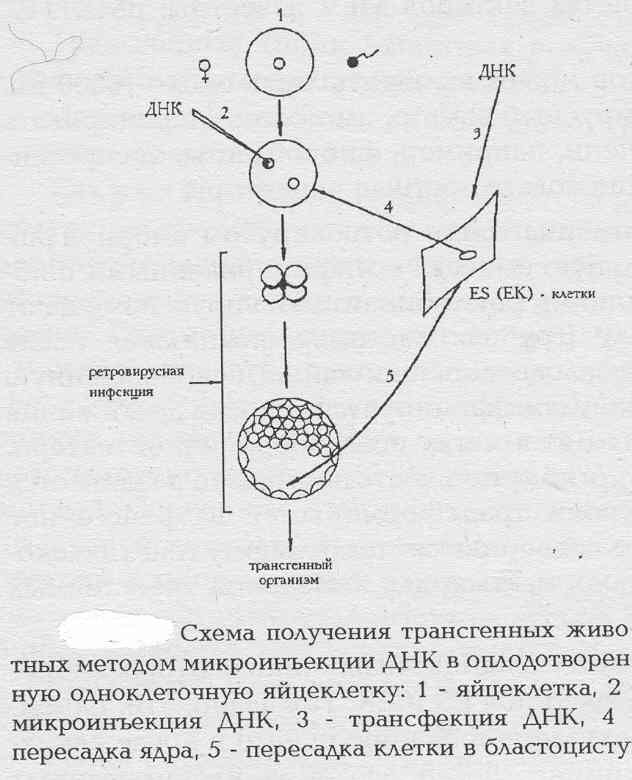 1
ДНК
ДНК
2
3
4
ES (EK) - клетки
ретровирусная
инфекция
5
трансгенный
организм
Схема получения трансгенных живо-
тных методом микроинъекции ДНК в оплодотворен
ную одноклеточную яйцеклетку: 1 - яйцеклетка, 2
микроинъекция ДНК, 3 - трансфекция ДНК, 4
пересадка ядра, 5 - пересадка клетки в бластоцисту